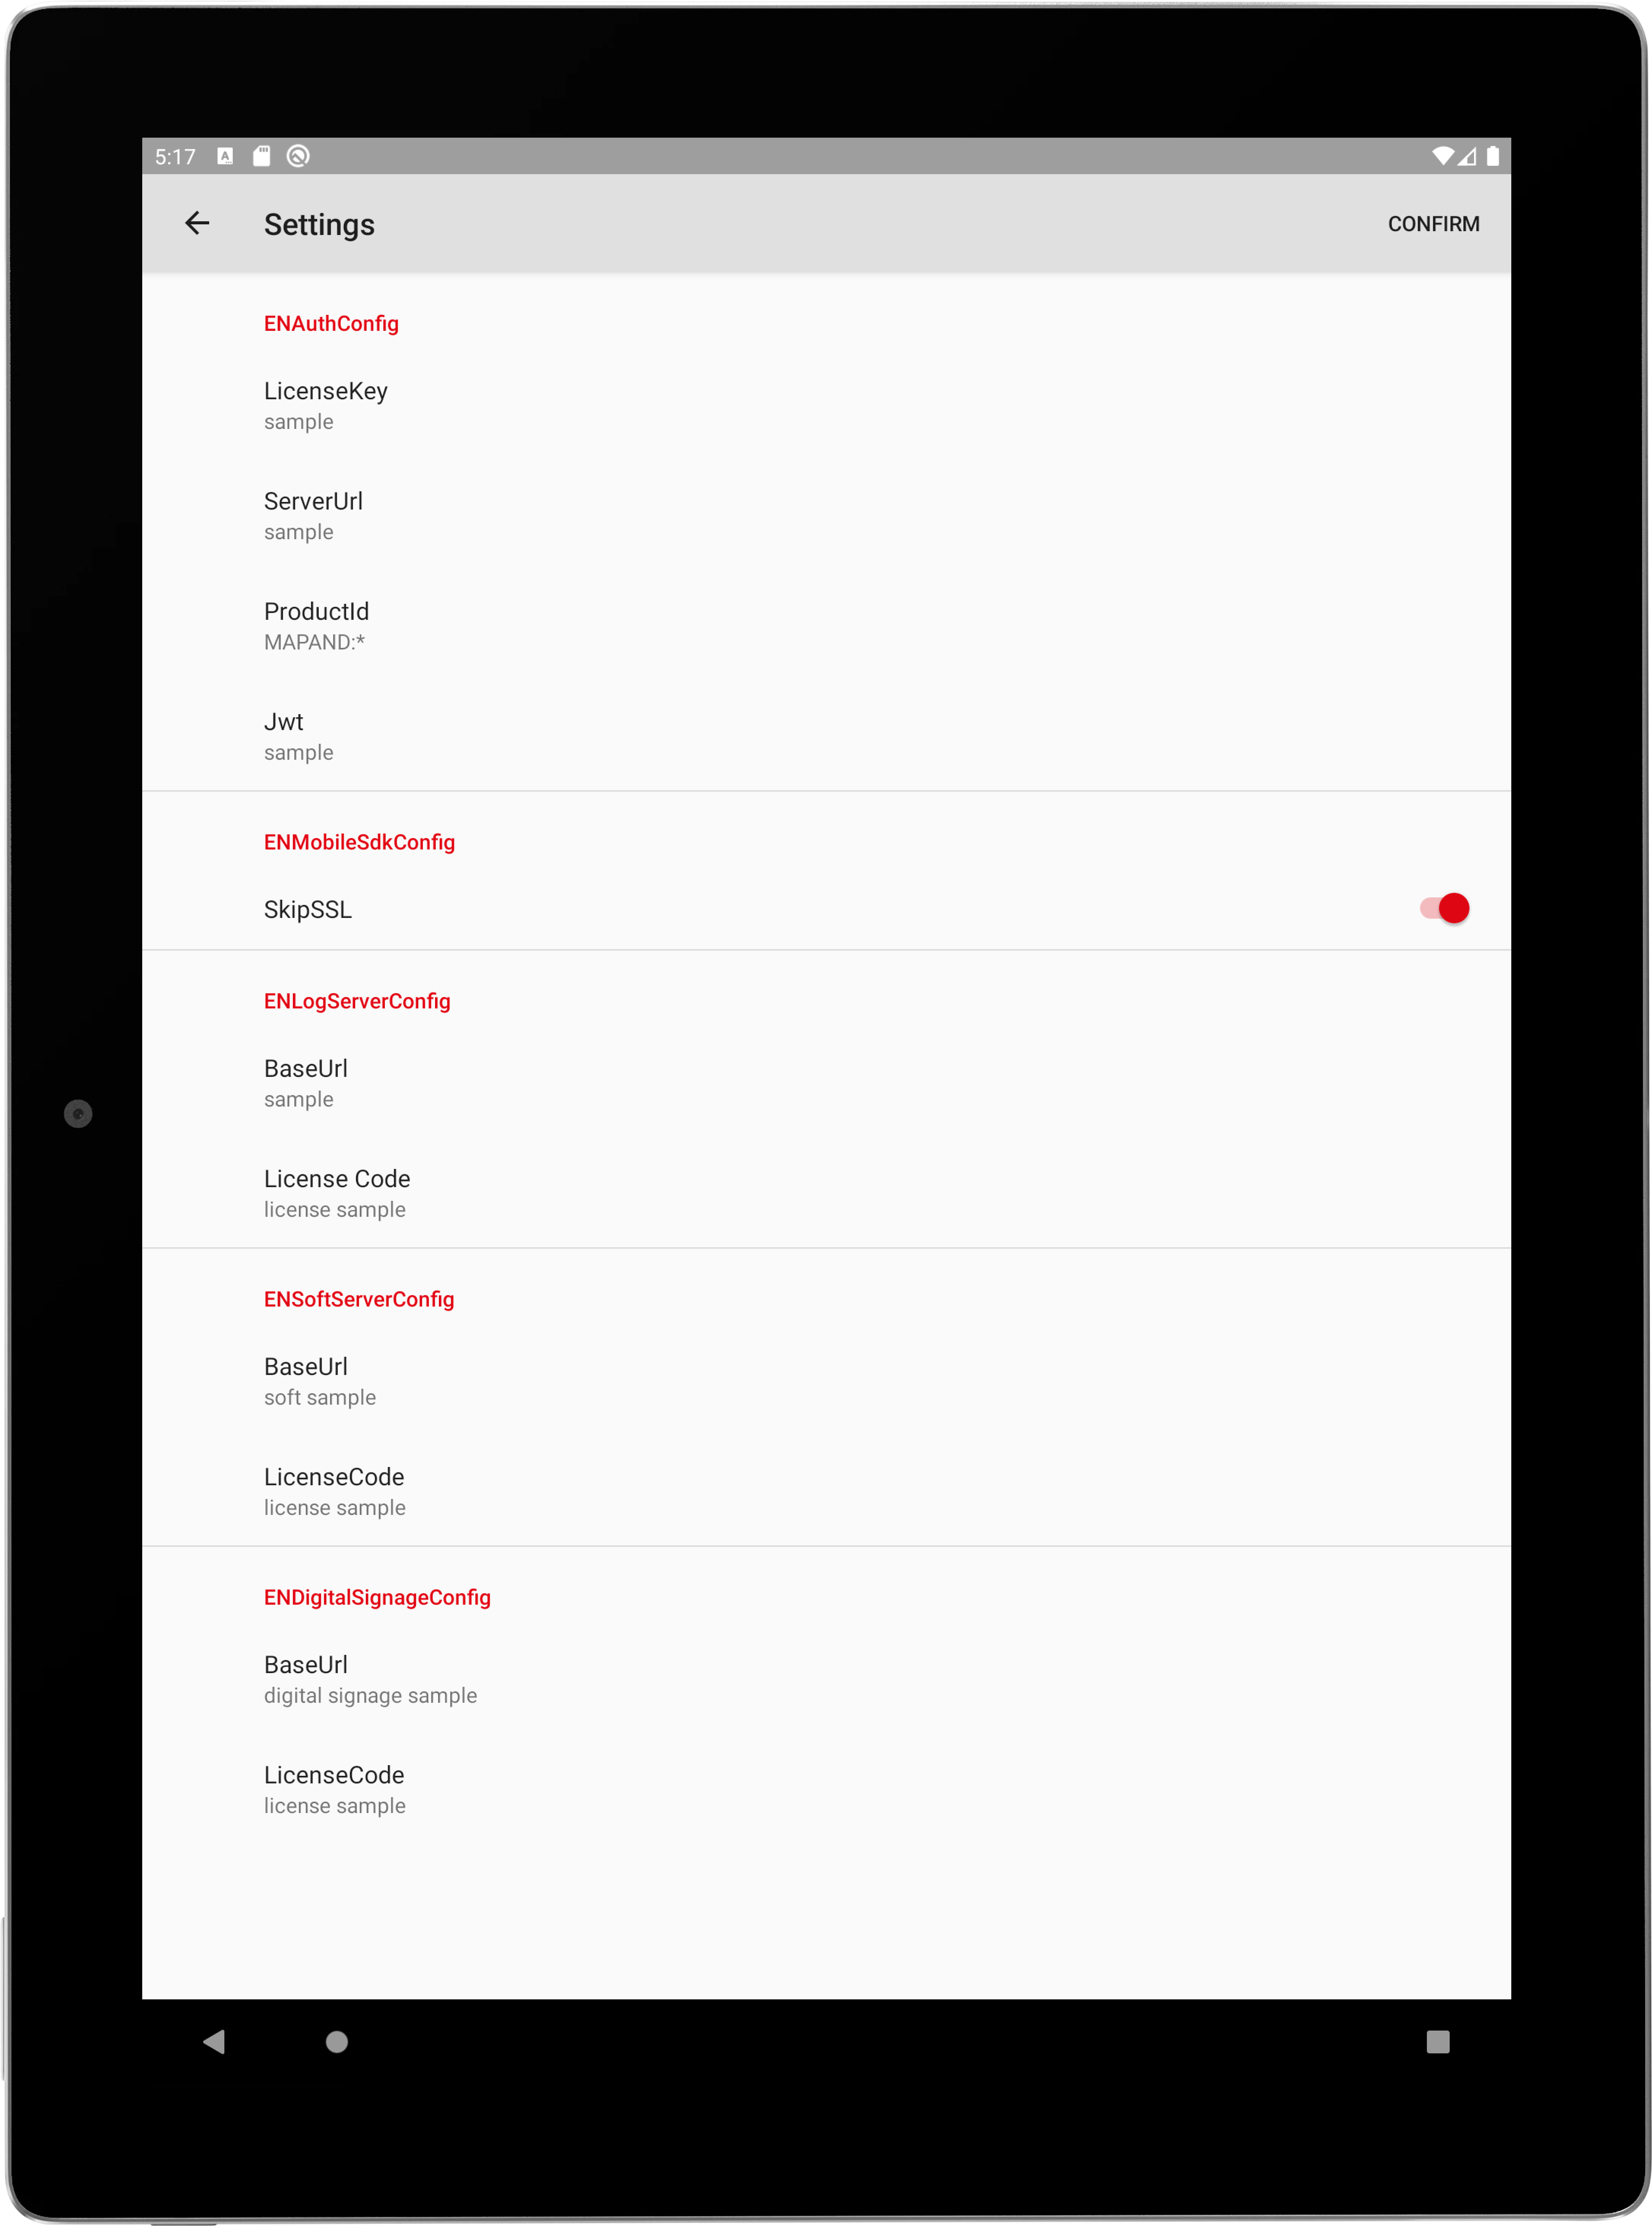 5:17
Settings
CONFIRM
ENAuthConfig
LicenseKey
sample
ServerUrl
sample
ProductId
MAPAND:*
Jwt
sample
ENMobileSdkConfig
SkipSSL
ENLogServerConfig
BaseUrl
sample
License Code
license sample
ENSoftServerConfig
BaseUrl
soft sample
LicenseCode
license sample
ENDigitalSignageConfig
BaseUrl
digital signage sample
LicenseCode
license sample